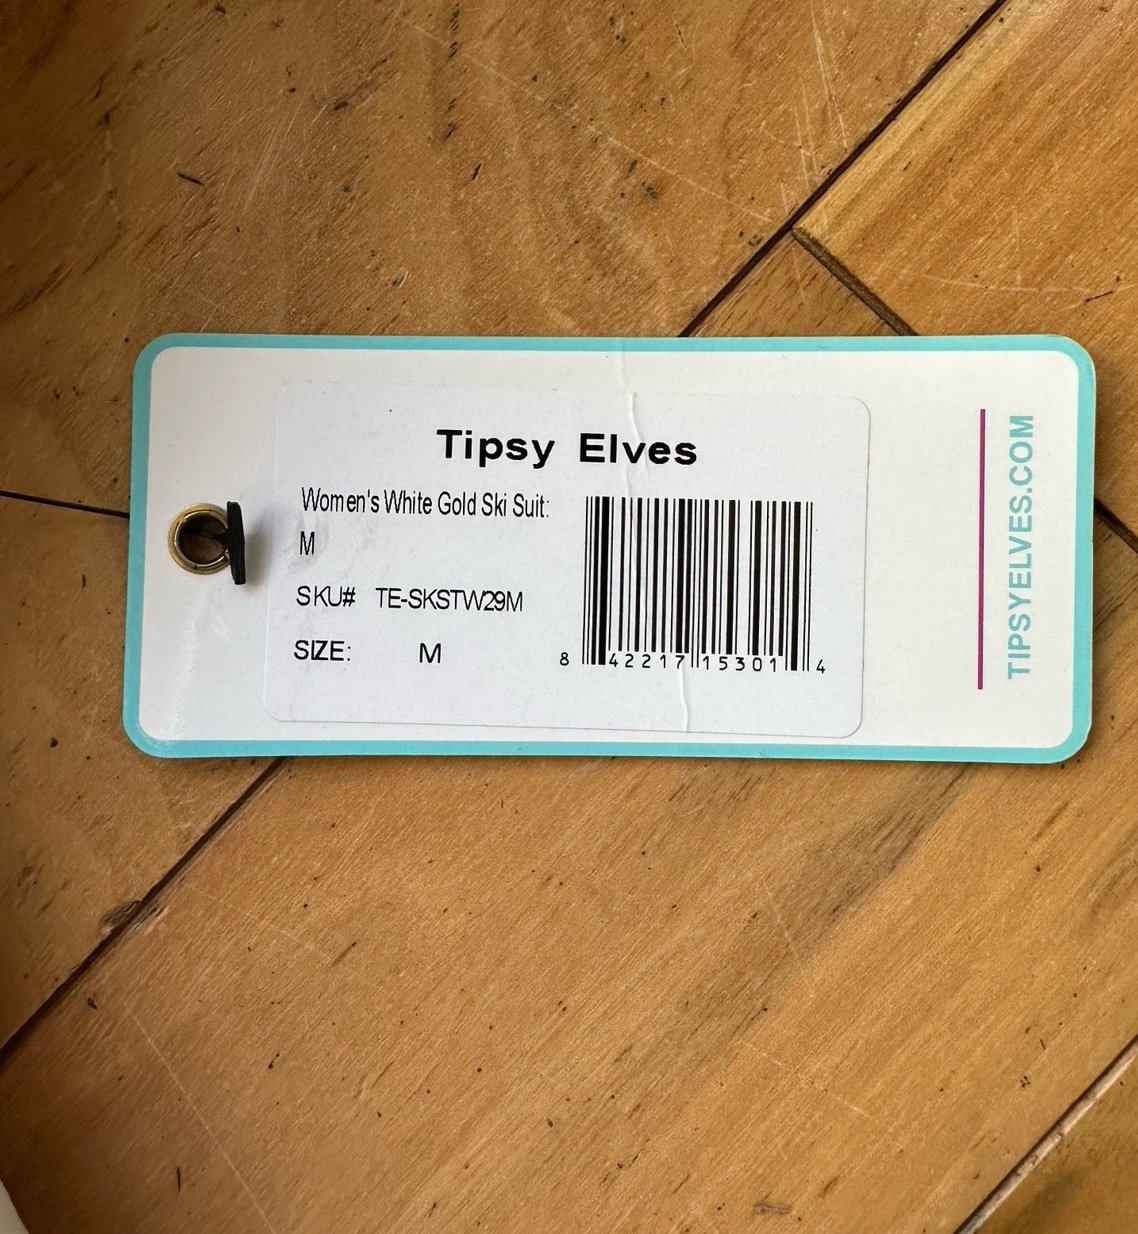 Tipsy Elves
Women's White Gold Ski Suit:
M
SKU# TE-SKSTW29M
SIZE: M
8 42217 15301 4
TIPSYELVES.COM